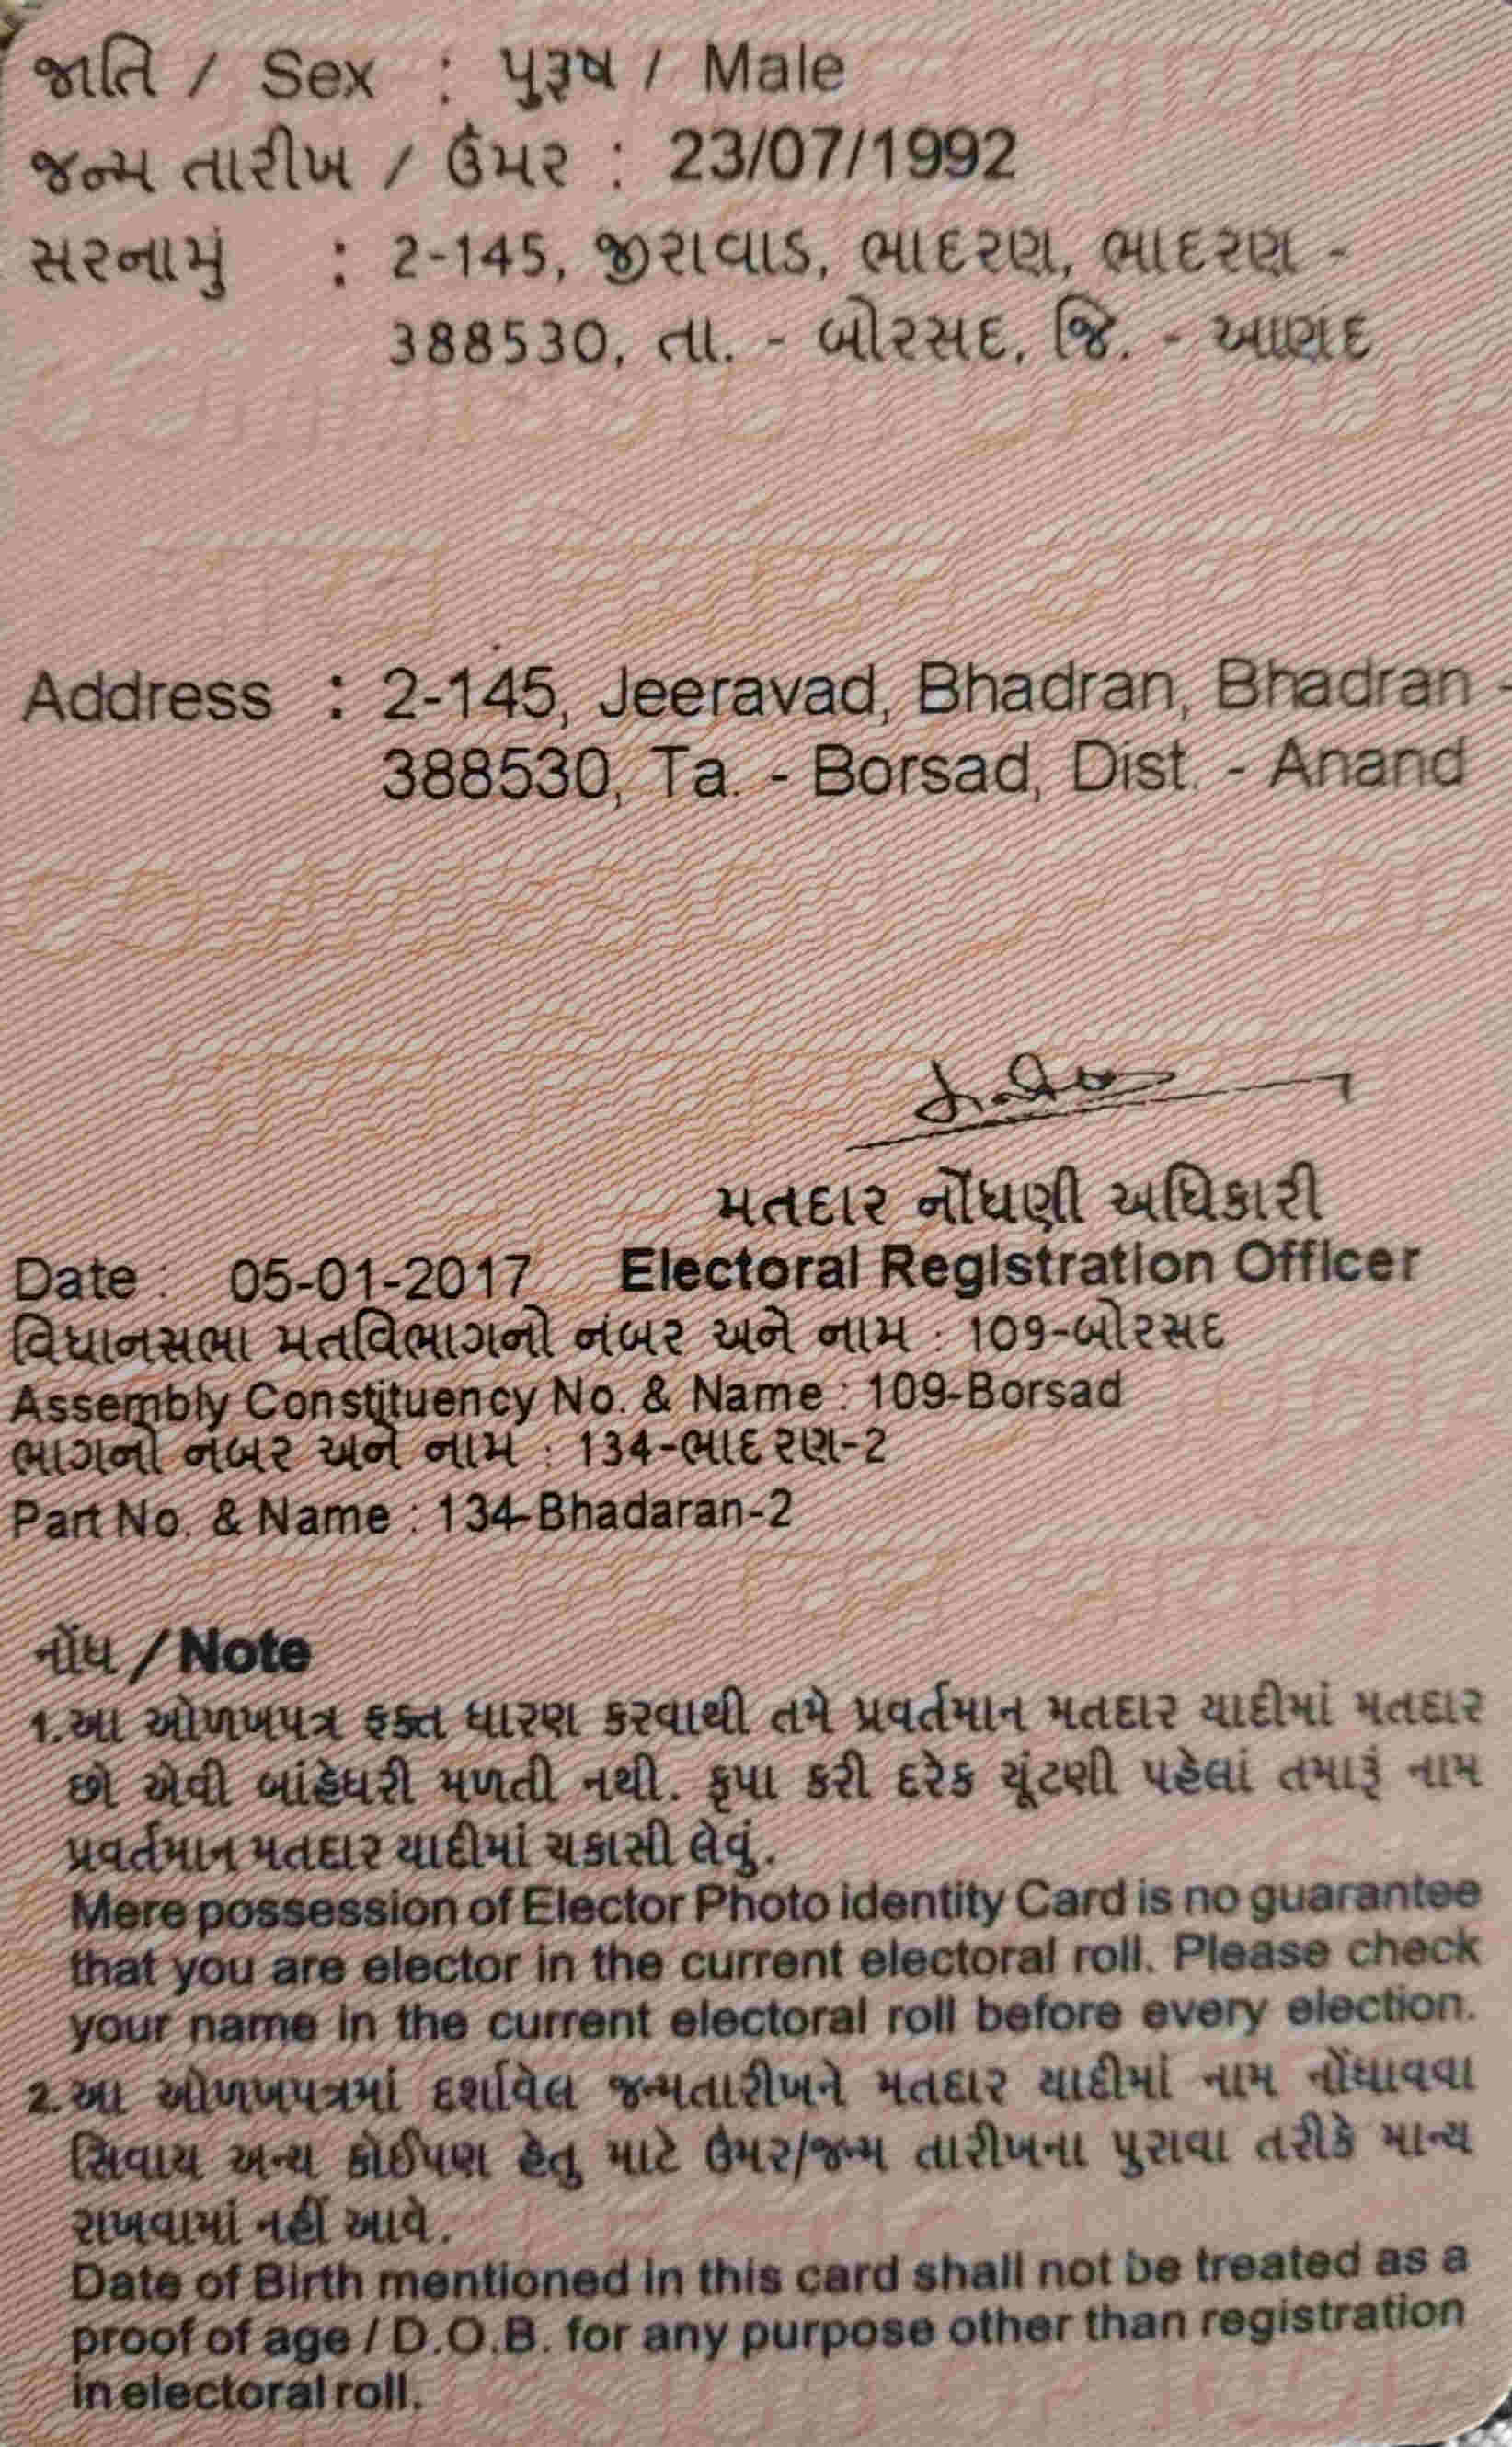 જાતિ / Sex : પુરૂષ / Male
જન્મ તારીખ / ઉંમર : 23/07/1992
સરનામું : 2-145, જીરાવાડ, ભાદરણ, ભાદરણ -
388530, તા. - બોરસદ, જિ. - આણંદ
Address : 2-145, Jeeravad, Bhadran, Bhadran -
388530, Ta. - Borsad, Dist. - Anand
મતદાર નોંધણી અધિકારી
Date : 05-01-2017 Electoral Registration Officer
વિધાનસભા મતવિભાગનો નંબર અને નામ : 109-બોરસદ
Assembly Constituency No. & Name : 109-Borsad
ભાગનો નંબર અને નામ : 134-ભાદરણ-2
Part No. & Name : 134-Bhadaran-2
નોંધ / Note
1. આ ઓળખપત્ર ફક્ત ધારણ કરવાથી તમે પ્રવર્તમાન મતદાર યાદીમાં મતદાર
છો એવી બાંહેધરી મળતી નથી. કૃપા કરી દરેક ચૂંટણી પહેલાં તમારૂં નામ
પ્રવર્તમાન મતદાર યાદીમાં ચકાસી લેવું.
Mere possession of Elector Photo identity Card is no guarantee
that you are elector in the current electoral roll. Please check
your name in the current electoral roll before every election.
2. આ ઓળખપત્રમાં દર્શાવેલ જન્મતારીખને મતદાર યાદીમાં નામ નોંધાવવા
સિવાય અન્ય કોઈપણ હેતુ માટે ઉંમર/જન્મ તારીખના પુરાવા તરીકે માન્ય
રાખવામાં નહીં આવે.
Date of Birth mentioned in this card shall not be treated as a
proof of age / D.O.B. for any purpose other than registration
in electoral roll.